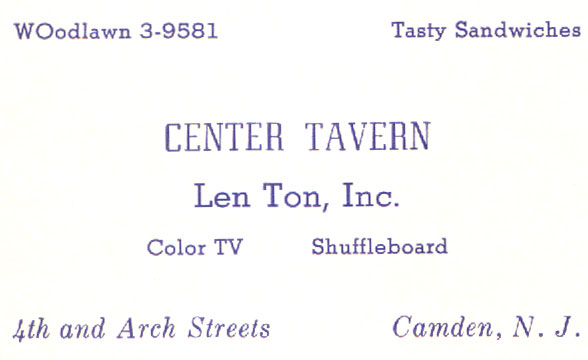 WOodlawn 3-9581 Tasty Sandwiches
CENTER TAVERN
Len Ton, Inc.
Color TV Shuffleboard
4th and Arch Streets Camden, N. J.